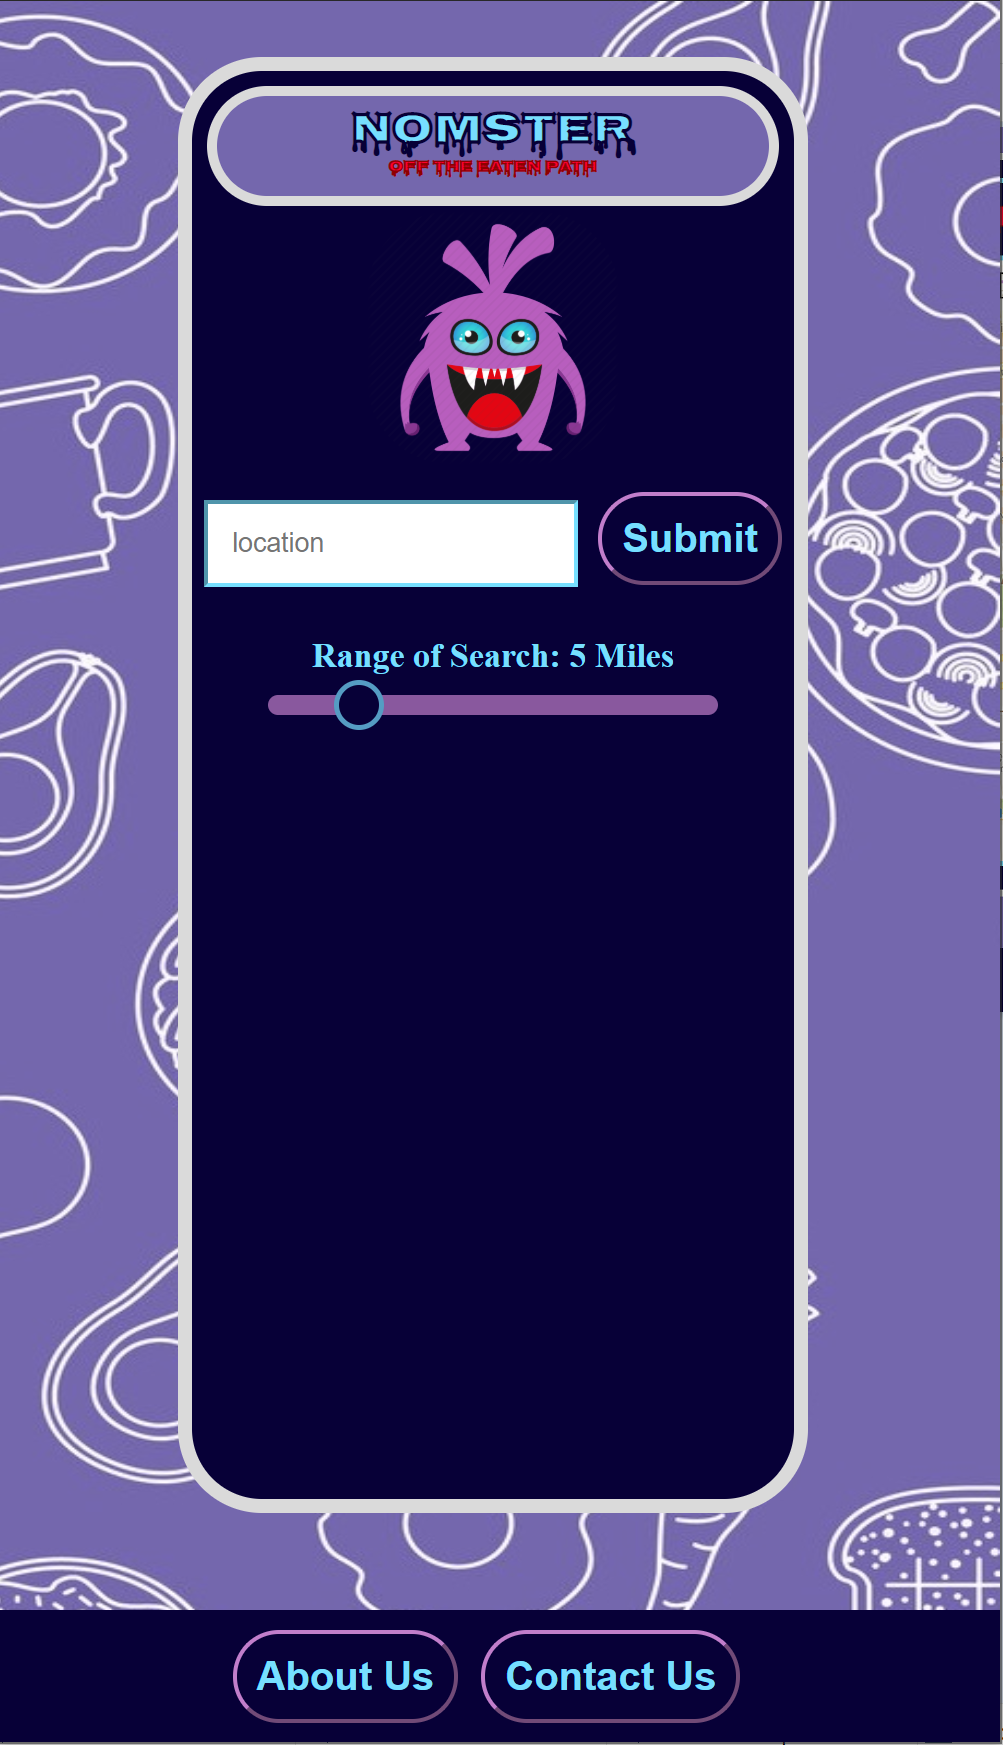 NOMSTER
OFF THE EATEN PATH
location
Submit
Range of Search: 5 Miles
About Us
Contact Us